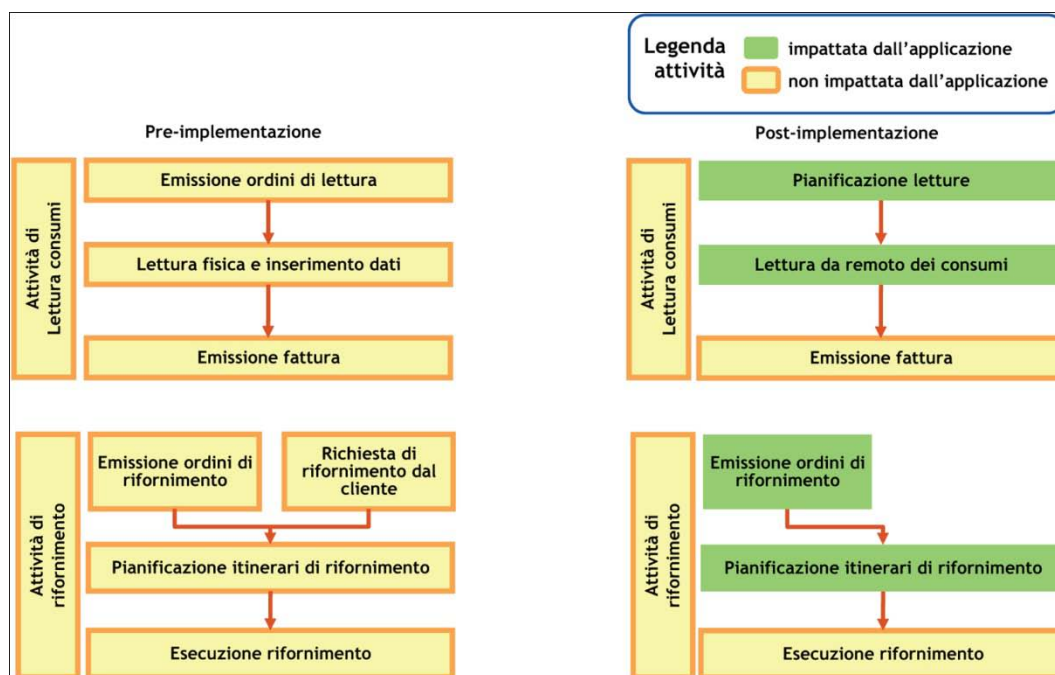 Legenda
attività
impattata dall'applicazione
non impattata dall'applicazione
Pre-implementazione
Attività di
Lettura consumi
Emissione ordini di lettura
Lettura fisica e inserimento dati
Emissione fattura
Attività di
rifornimento
Emissione ordini di
rifornimento
Richiesta di
rifornimento dal
cliente
Pianificazione itinerari di rifornimento
Esecuzione rifornimento
Post-implementazione
Attività di
Lettura consumi
Pianificazione letture
Lettura da remoto dei consumi
Emissione fattura
Attività di
rifornimento
Emissione ordini di
rifornimento
Pianificazione itinerari di rifornimento
Esecuzione rifornimento